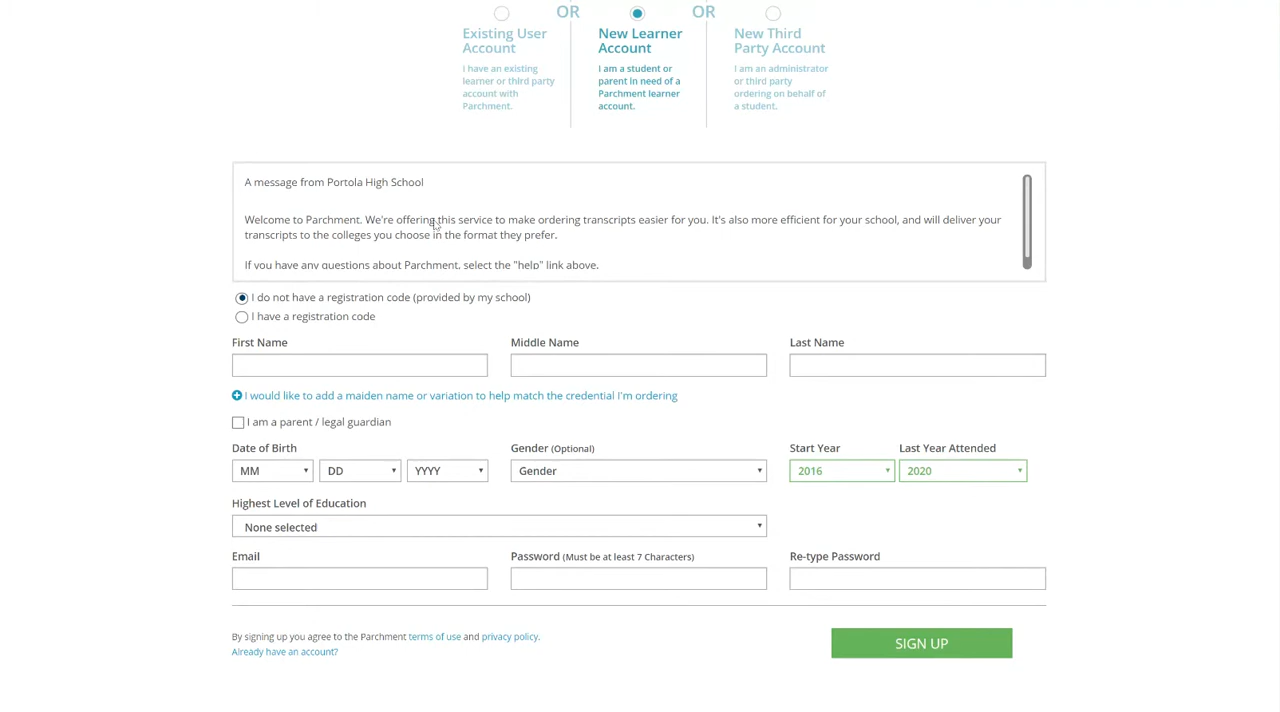 OR OR
Existing User
Account
I have an existing
learner or third party
account with
Parchment.
New Learner
Account
I am a student or
parent in need of a
Parchment learner
account.
New Third
Party Account
I am an administrator
or third party
ordering on behalf of
a student.
A message from Portola High School
Welcome to Parchment. We're offering this service to make ordering transcripts easier for you. It's also more efficient for your school, and will deliver your
transcripts to the colleges you choose in the format they prefer.
If you have any questions about Parchment, select the "help" link above.
I do not have a registration code (provided by my school)
I have a registration code
First Name Middle Name Last Name
I would like to add a maiden name or variation to help match the credential I'm ordering
I am a parent / legal guardian
Date of Birth Gender (Optional) Start Year Last Year Attended
MM DD YYYY Gender 2016 2020
Highest Level of Education
None selected
Email Password (Must be at least 7 Characters) Re-type Password
By signing up you agree to the Parchment terms of use and privacy policy.
Already have an account?
SIGN UP